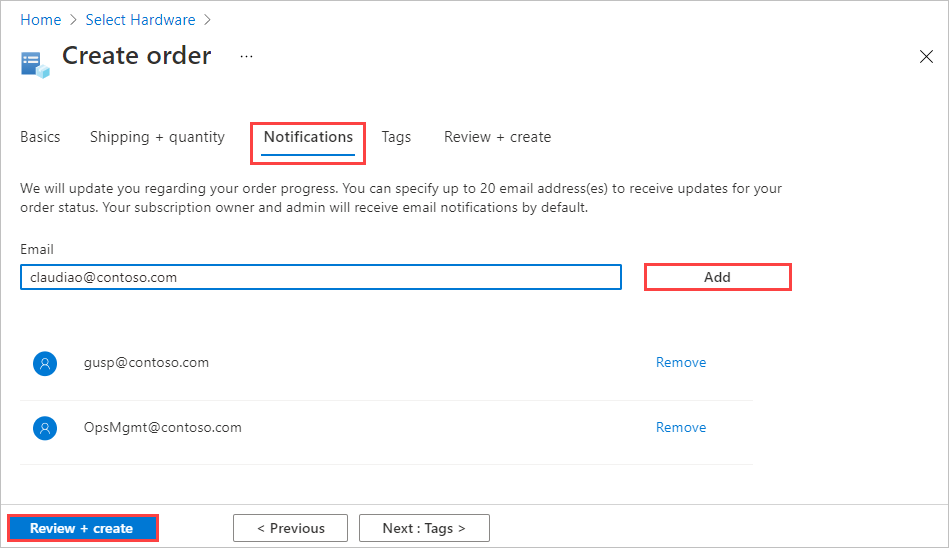 Home > Select Hardware >
Create order ...
Basics Shipping + quantity Notifications Tags Review + create
We will update you regarding your order progress. You can specify up to 20 email address(es) to receive updates for your
order status. Your subscription owner and admin will receive email notifications by default.
Email
claudiao@contoso.com Add
gusp@contoso.com Remove
OpsMgmt@contoso.com Remove
Review + create < Previous Next : Tags >